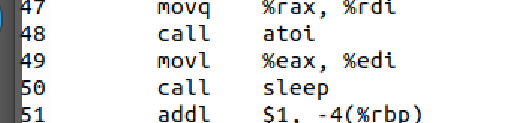 47 movq %rax, %rdi
48 call atoi
49 movl %eax, %edi
50 call sleep
51 addl $1, -4(%rbp)